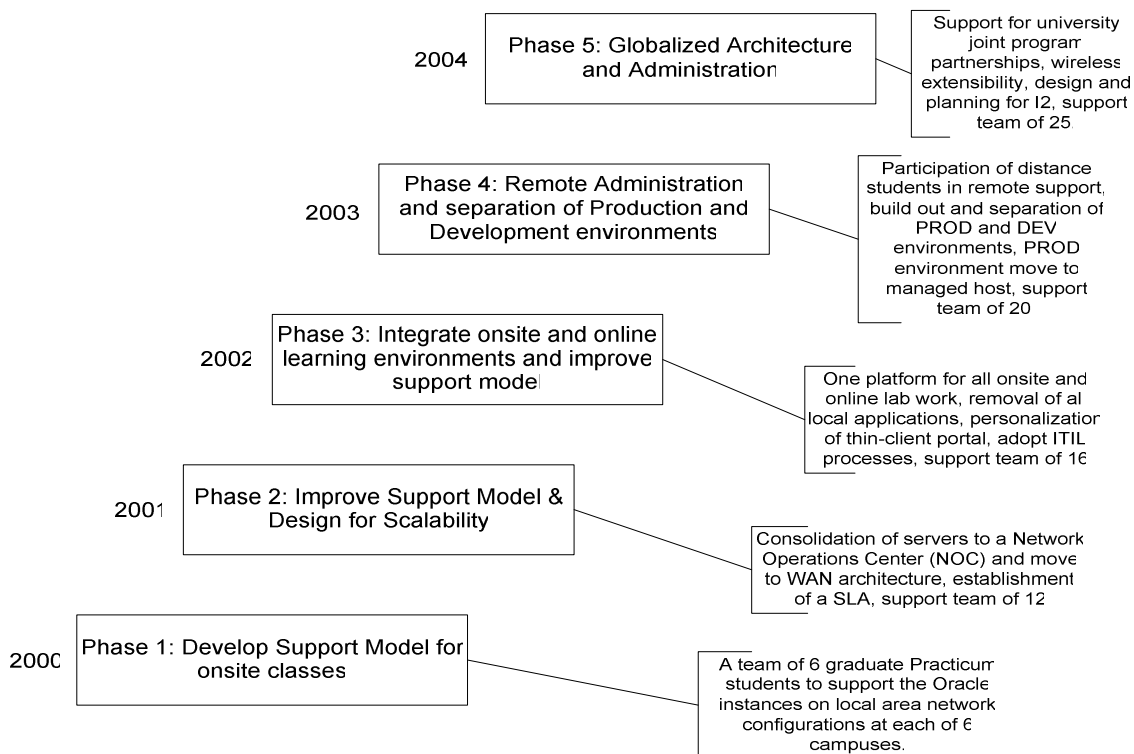 2004
Phase 5: Globalized Architecture
and Administration
Support for university
joint program
partnerships, wireless
extensibility, design and
planning for I2, support
team of 25.
2003
Phase 4: Remote Administration
and separation of Production and
Development environments
Participation of distance
students in remote support,
build out and separation of
PROD and DEV
environments, PROD
environment move to
managed host, support
team of 20
2002
Phase 3: Integrate onsite and online
learning environments and improve
support model
One platform for all onsite and
online lab work, removal of all
local applications, personalization
of thin-client portal, adopt ITIL
processes, support team of 16
2001
Phase 2: Improve Support Model &
Design for Scalability
Consolidation of servers to a Network
Operations Center (NOC) and move
to WAN architecture, establishment
of a SLA, support team of 12
2000
Phase 1: Develop Support Model for
onsite classes
A team of 6 graduate Practicum
students to support the Oracle
instances on local area network
configurations at each of 6
campuses.